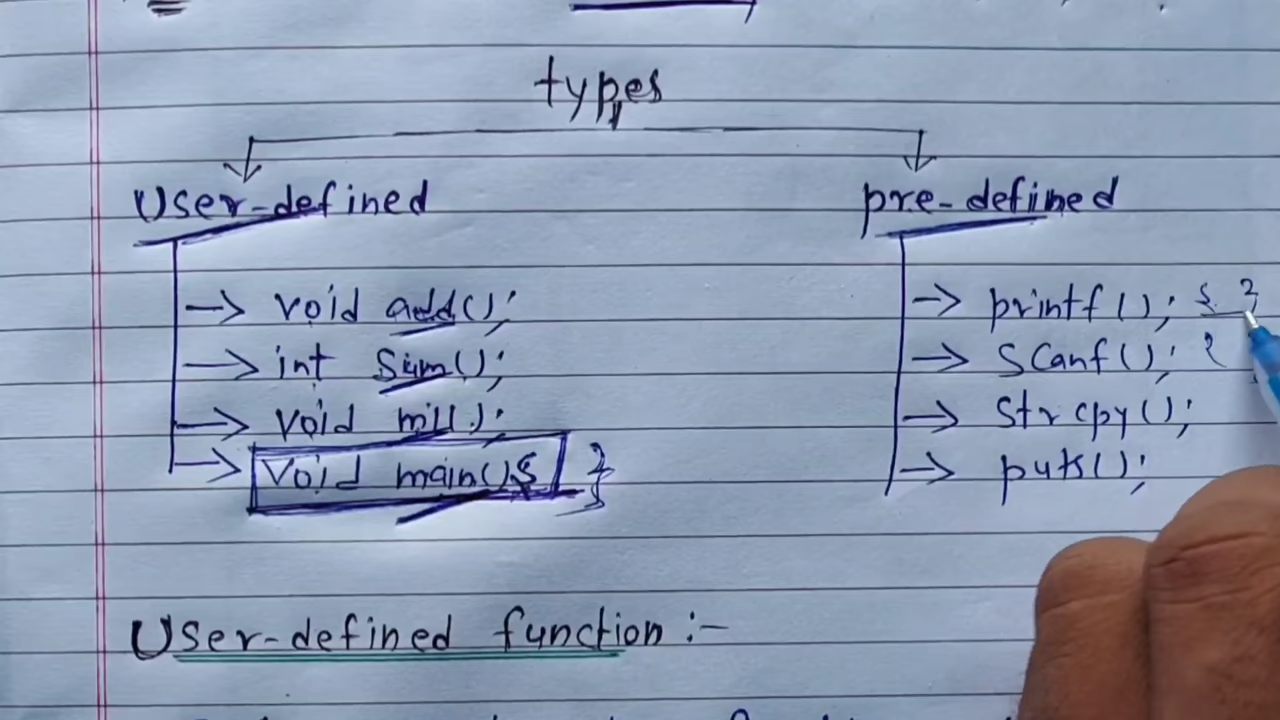 types
User-defined pre-defined
→ void add(); → printf(); { }
→ int Sum(); → Scanf(); {
→ void mil(); → Strcpy();
→ Void main(){ } → puts();
User-defined function :-